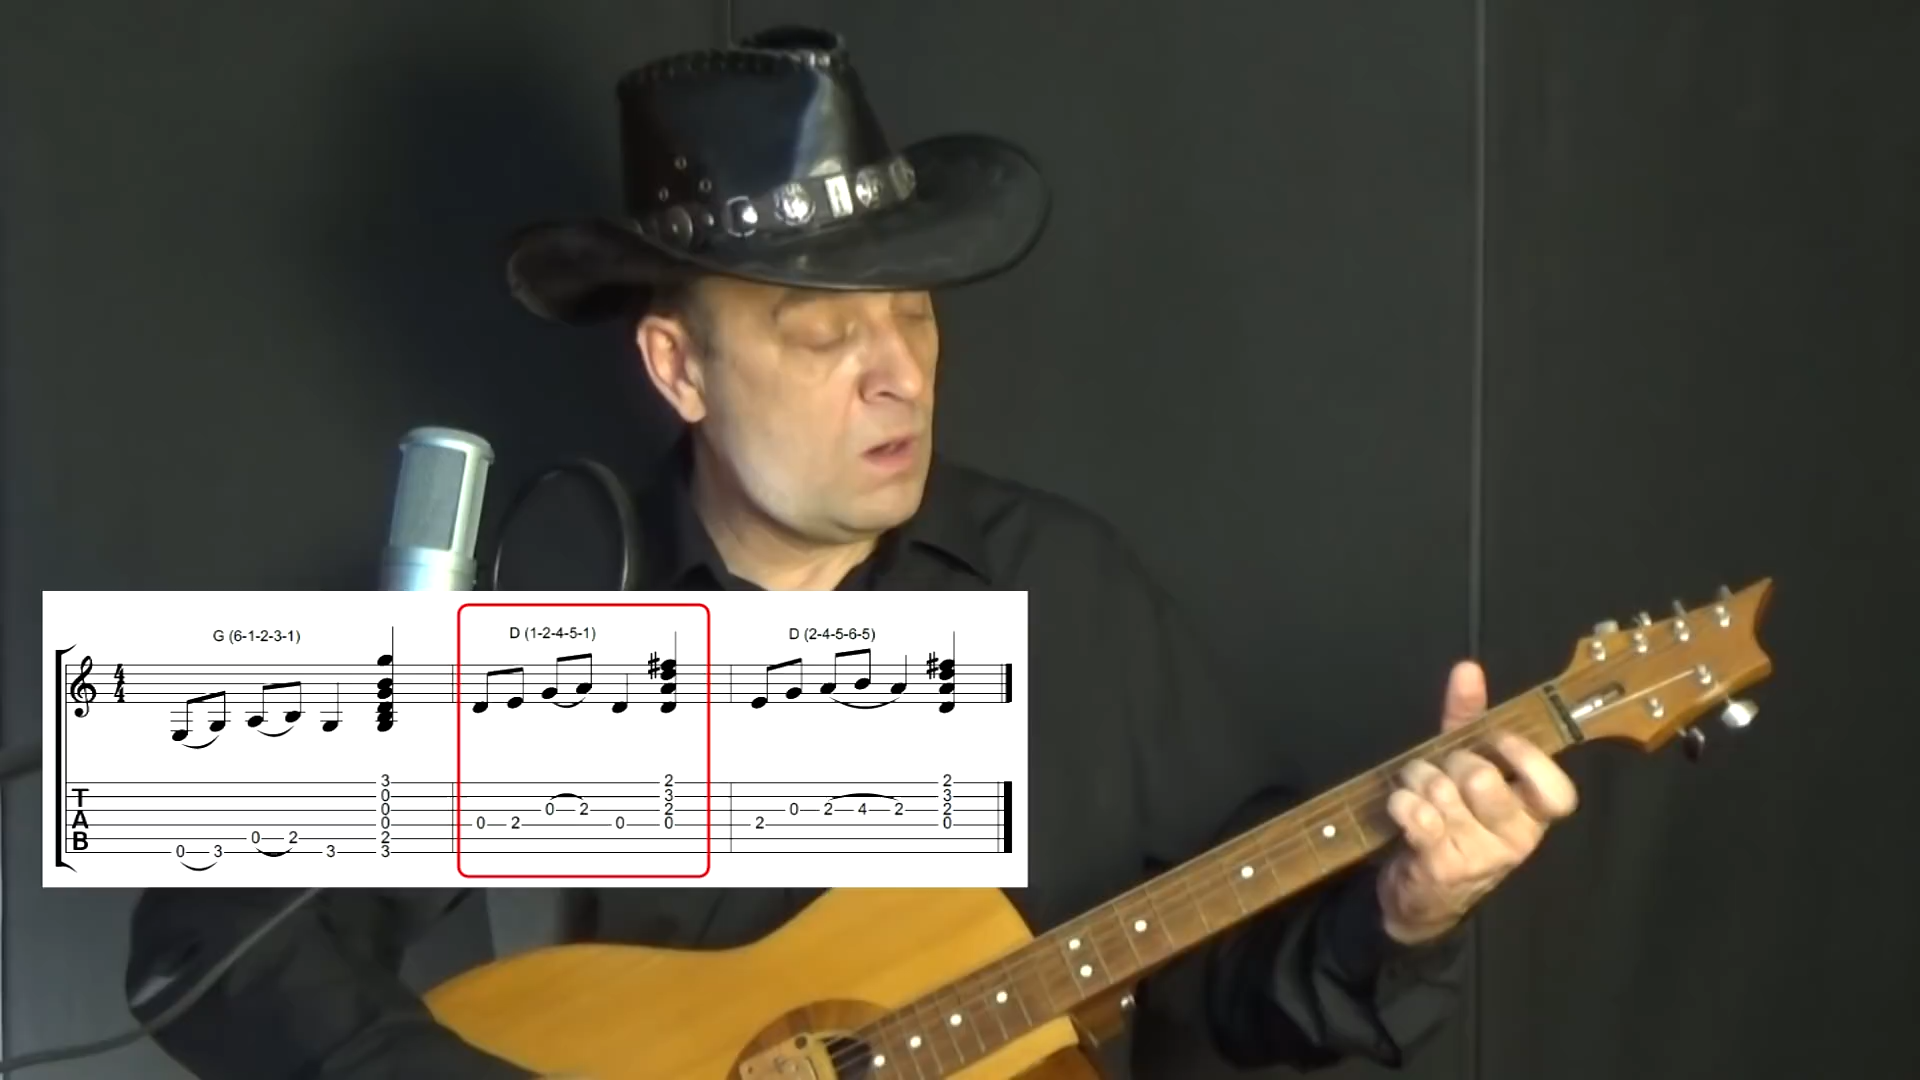 G (6-1-2-3-1) D (1-2-4-5-1) D (2-4-5-6-5)
4
4
3 2 2
T 0 3 3
0 0 2 2 0 2 4 2 2
A 0 0 2 0 0 2 0
B 0 2 2
0 3 3 3